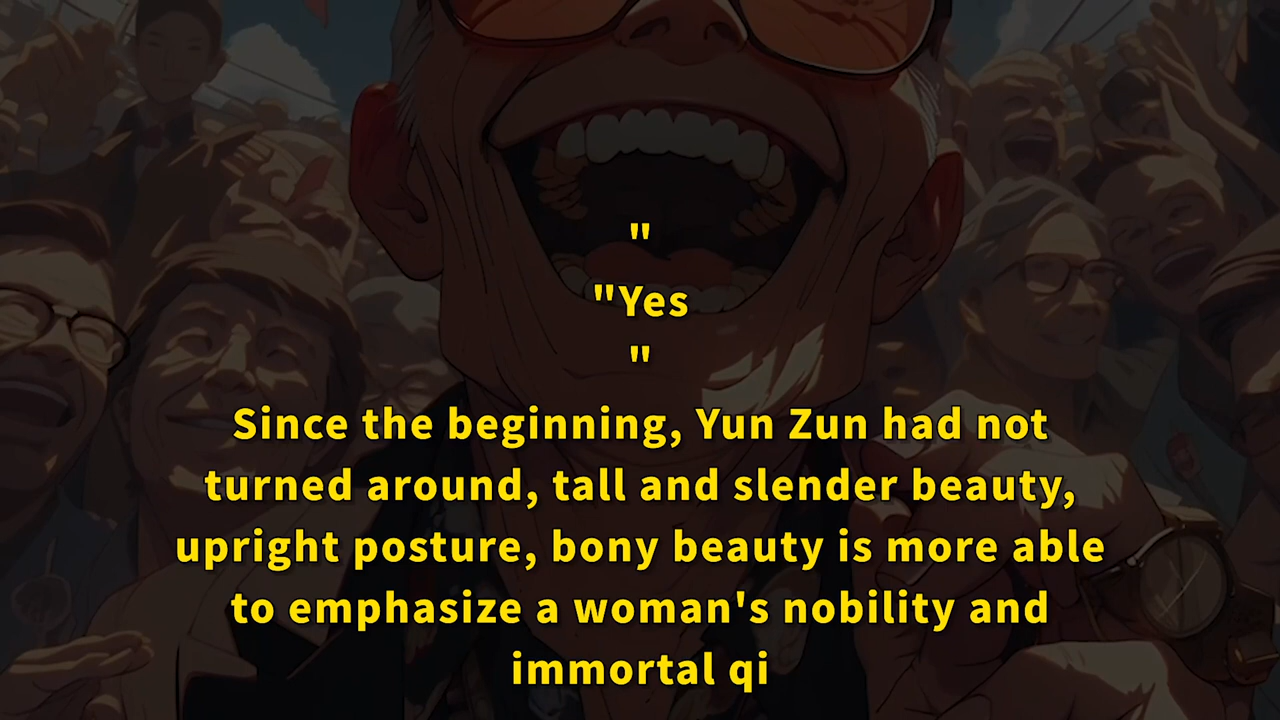 "
"Yes
"
Since the beginning, Yun Zun had not
turned around, tall and slender beauty,
upright posture, bony beauty is more able
to emphasize a woman's nobility and
immortal qi